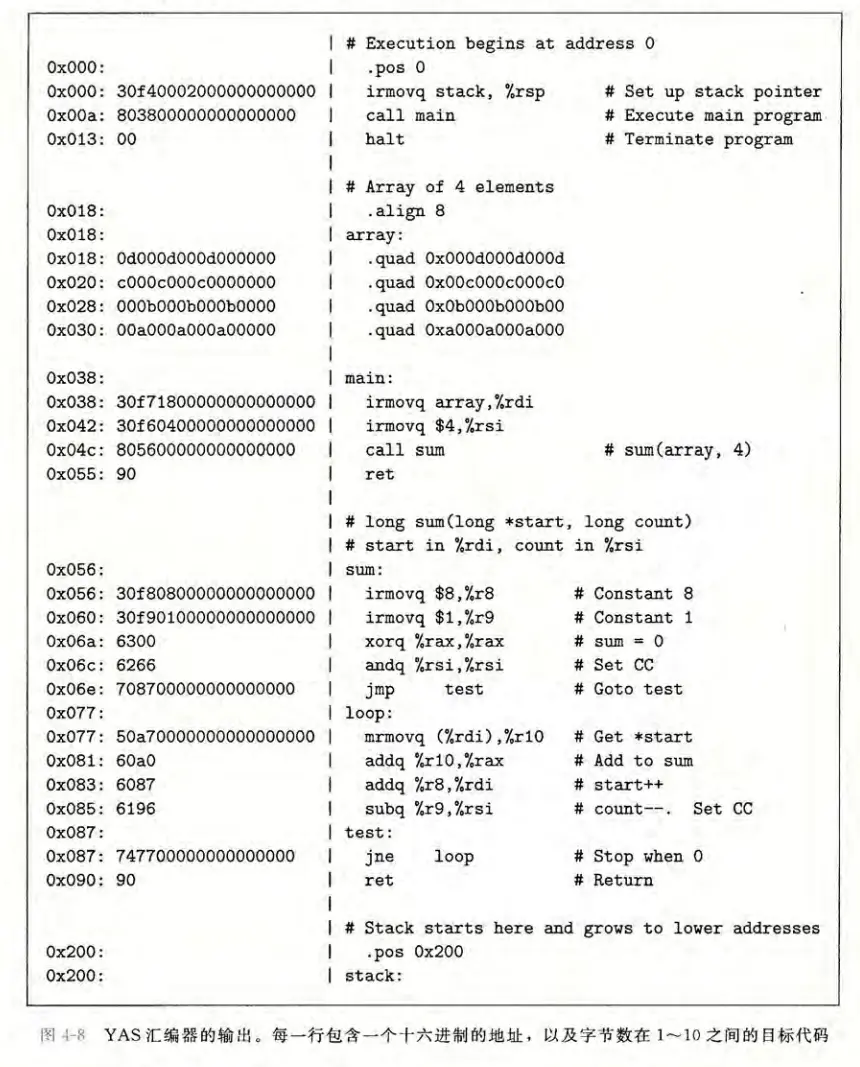 | # Execution begins at address 0
0x000: | .pos 0
0x000: 30f40002000000000000 | irmovq stack, %rsp # Set up stack pointer
0x00a: 803800000000000000 | call main # Execute main program
0x013: 00 | halt # Terminate program
|
| # Array of 4 elements
0x018: | .align 8
0x018: | array:
0x018: 0d000d000d000000 | .quad 0x000d000d000d
0x020: c000c000c0000000 | .quad 0x00c000c000c0
0x028: 000b000b000b0000 | .quad 0x0b000b000b00
0x030: 00a000a000a00000 | .quad 0xa000a000a000
|
0x038: | main:
0x038: 30f71800000000000000 | irmovq array,%rdi
0x042: 30f60400000000000000 | irmovq $4,%rsi
0x04c: 805600000000000000 | call sum # sum(array, 4)
0x055: 90 | ret
|
| # long sum(long *start, long count)
| # start in %rdi, count in %rsi
0x056: | sum:
0x056: 30f80800000000000000 | irmovq $8,%r8 # Constant 8
0x060: 30f90100000000000000 | irmovq $1,%r9 # Constant 1
0x06a: 6300 | xorq %rax,%rax # sum = 0
0x06c: 6266 | andq %rsi,%rsi # Set CC
0x06e: 708700000000000000 | jmp test # Goto test
0x077: | loop:
0x077: 50a70000000000000000 | mrmovq (%rdi),%r10 # Get *start
0x081: 60a0 | addq %r10,%rax # Add to sum
0x083: 6087 | addq %r8,%rdi # start++
0x085: 6196 | subq %r9,%rsi # count--. Set CC
0x087: | test:
0x087: 747700000000000000 | jne loop # Stop when 0
0x090: 90 | ret # Return
|
| # Stack starts here and grows to lower addresses
0x200: | .pos 0x200
0x200: | stack:
图 4-8 YAS汇编器的输出。每一行包含一个十六进制的地址，以及字节数在 1～10 之间的目标代码